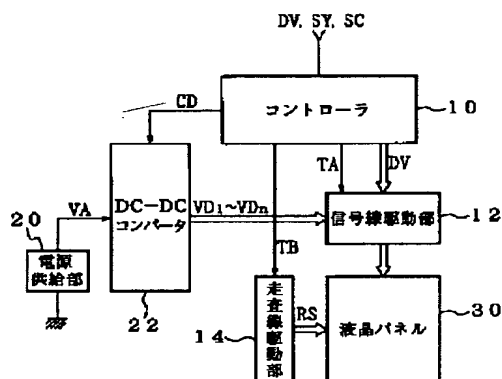 DV, SY, SC
CD
コントローラ
10
TA
DV
20
VA
DC-DC
コンバータ
VD1~VDn
信号線駆動部
12
電源
供給部
TB
22
14
走査線駆動部
RS
液晶パネル
30